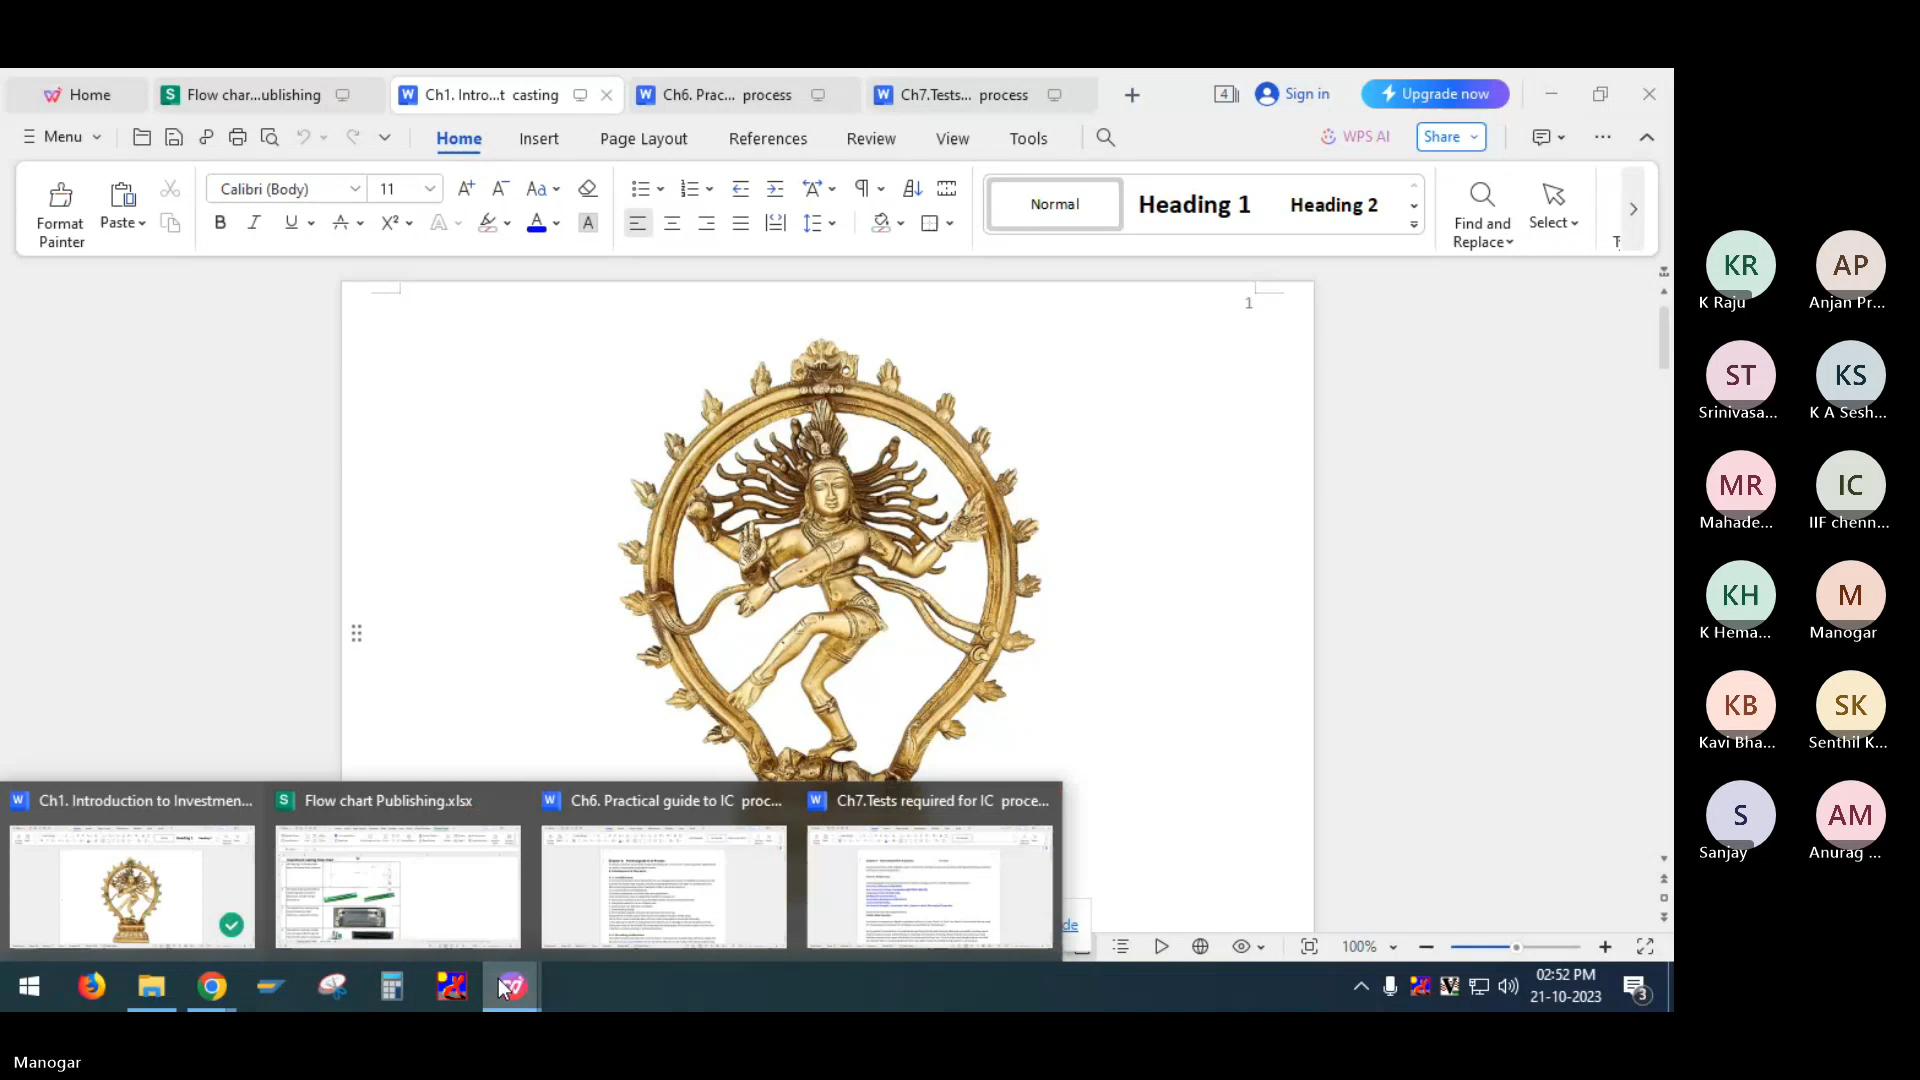 Home
Flow char...ublishing
Ch1. Intro...t casting
Ch6. Prac... process
Ch7.Tests... process
4
Sign in
Upgrade now
Menu
Home
Insert
Page Layout
References
Review
View
Tools
WPS AI
Share
Format
Painter
Paste
Calibri (Body)
11
Normal
Heading 1
Heading 2
Find and
Replace
Select
1
KR
K Raju
AP
Anjan Pr...
ST
Srinivasa...
KS
K A Sesh...
MR
Mahade...
IC
IIF chenn...
KH
K Hema...
M
Manogar
KB
Kavi Bha...
SK
Senthil K...
S
Sanjay
AM
Anurag ...
Ch1. Introduction to Investmen...
Flow chart Publishing.xlsx
Ch6. Practical guide to IC proc...
Ch7.Tests required for IC proce...
de
100%
02:52 PM
21-10-2023
3
Manogar